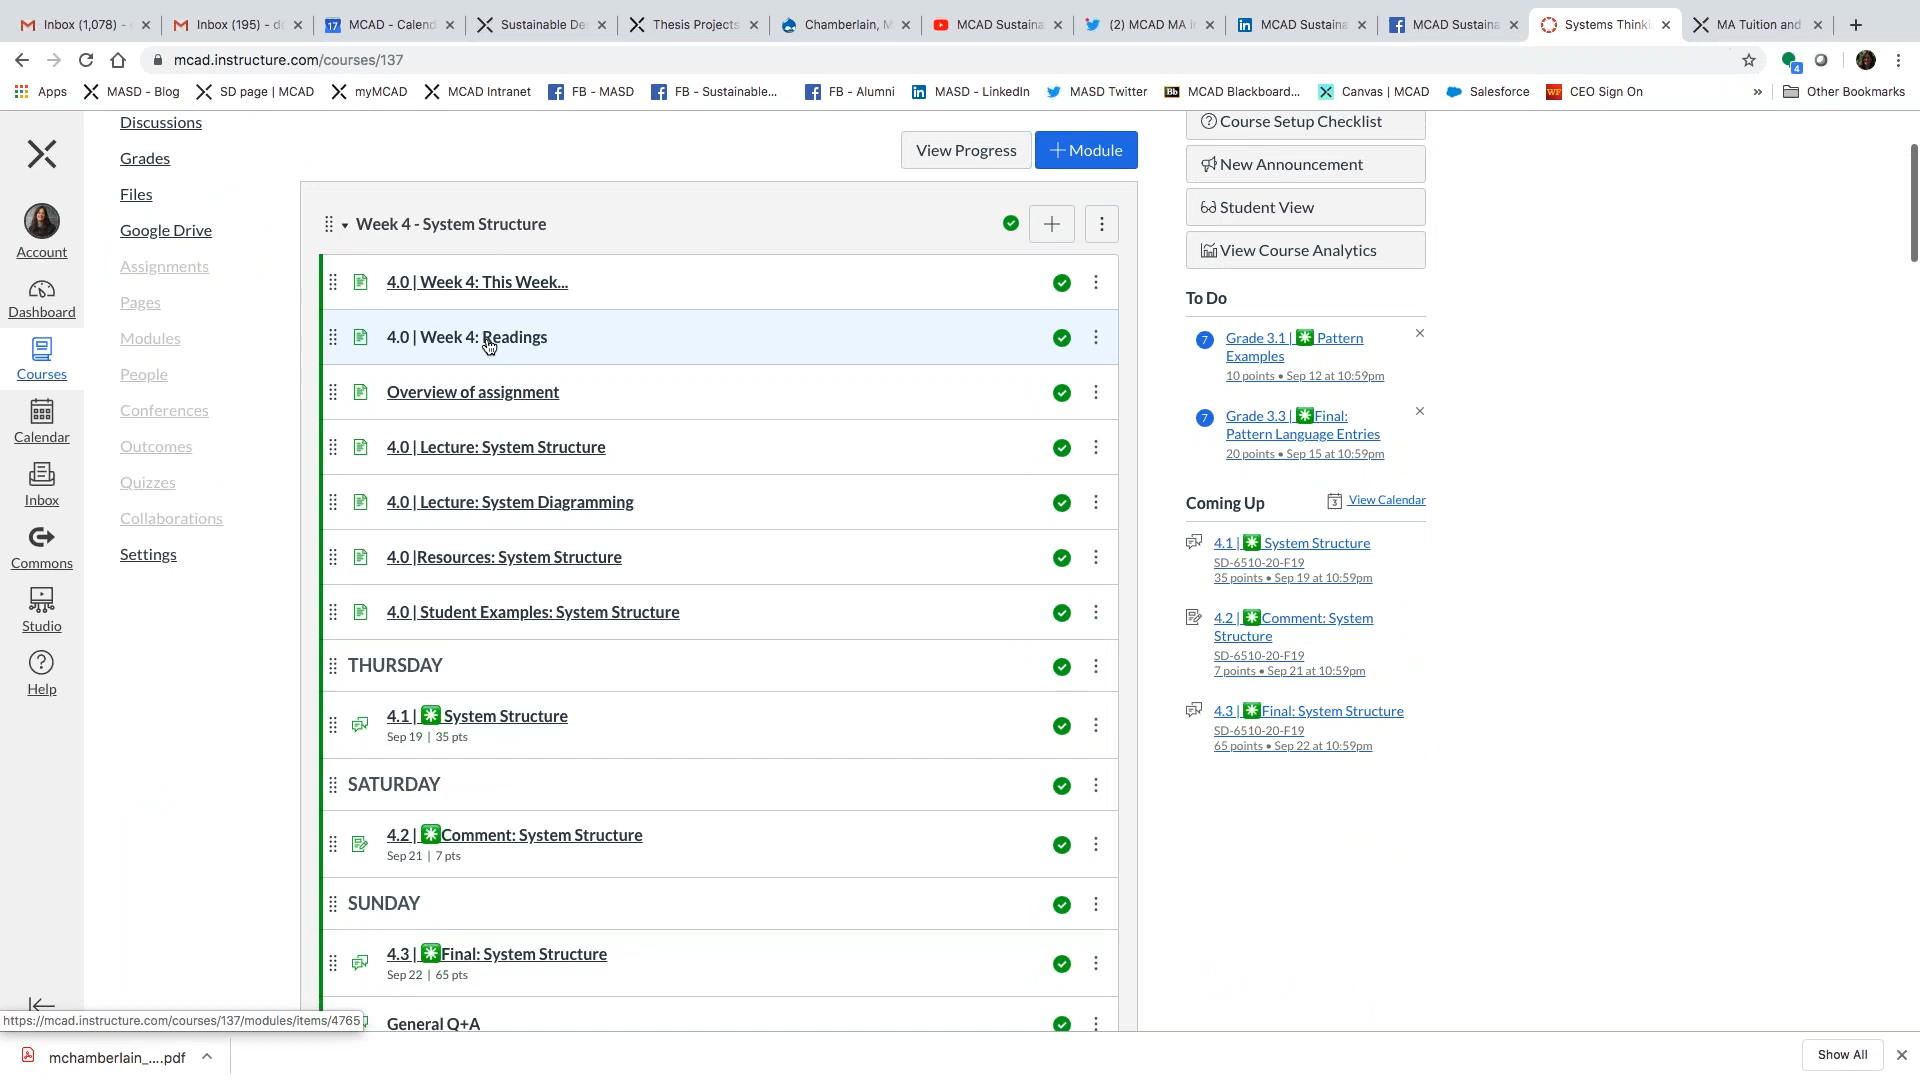 Inbox (1,078) -
Inbox (195) - de
17 MCAD - Calend
Sustainable De
Thesis Projects
Chamberlain, M
MCAD Sustaina
(2) MCAD MA i
MCAD Sustaina
MCAD Sustaina
Systems Thinki
MA Tuition and
mcad.instructure.com/courses/137
4
Apps
MASD - Blog
SD page | MCAD
myMCAD
MCAD Intranet
FB - MASD
FB - Sustainable...
FB - Alumni
MASD - LinkedIn
MASD Twitter
Bb MCAD Blackboard...
Canvas | MCAD
Salesforce
WF CEO Sign On
»
Other Bookmarks
Account
Dashboard
Courses
Calendar
Inbox
Commons
Studio
Help
Discussions
Grades
Files
Google Drive
Assignments
Pages
Modules
People
Conferences
Outcomes
Quizzes
Collaborations
Settings
View Progress
+ Module
Week 4 - System Structure
4.0 | Week 4: This Week...
4.0 | Week 4: Readings
Overview of assignment
4.0 | Lecture: System Structure
4.0 | Lecture: System Diagramming
4.0 |Resources: System Structure
4.0 | Student Examples: System Structure
THURSDAY
4.1 | ✳️ System Structure
Sep 19 | 35 pts
SATURDAY
4.2 | ✳️Comment: System Structure
Sep 21 | 7 pts
SUNDAY
4.3 | ✳️Final: System Structure
Sep 22 | 65 pts
General Q+A
Course Setup Checklist
New Announcement
Student View
View Course Analytics
To Do
7 Grade 3.1 | ✳️ Pattern
Examples
10 points • Sep 12 at 10:59pm
7 Grade 3.3 | ✳️Final:
Pattern Language Entries
20 points • Sep 15 at 10:59pm
Coming Up
3 View Calendar
4.1 | ✳️ System Structure
SD-6510-20-F19
35 points • Sep 19 at 10:59pm
4.2 | ✳️Comment: System
Structure
SD-6510-20-F19
7 points • Sep 21 at 10:59pm
4.3 | ✳️Final: System Structure
SD-6510-20-F19
65 points • Sep 22 at 10:59pm
https://mcad.instructure.com/courses/137/modules/items/4765
mchamberlain_....pdf
Show All